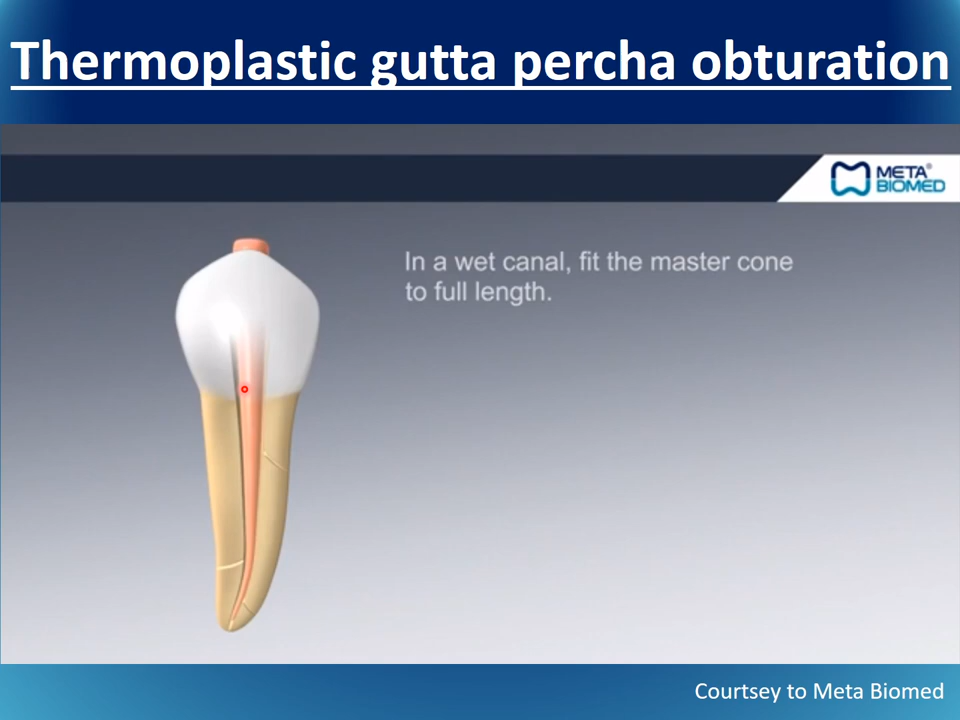 Thermoplastic gutta percha obturation
META®
BIOMED
In a wet canal, fit the master cone
to full length.
Courtsey to Meta Biomed